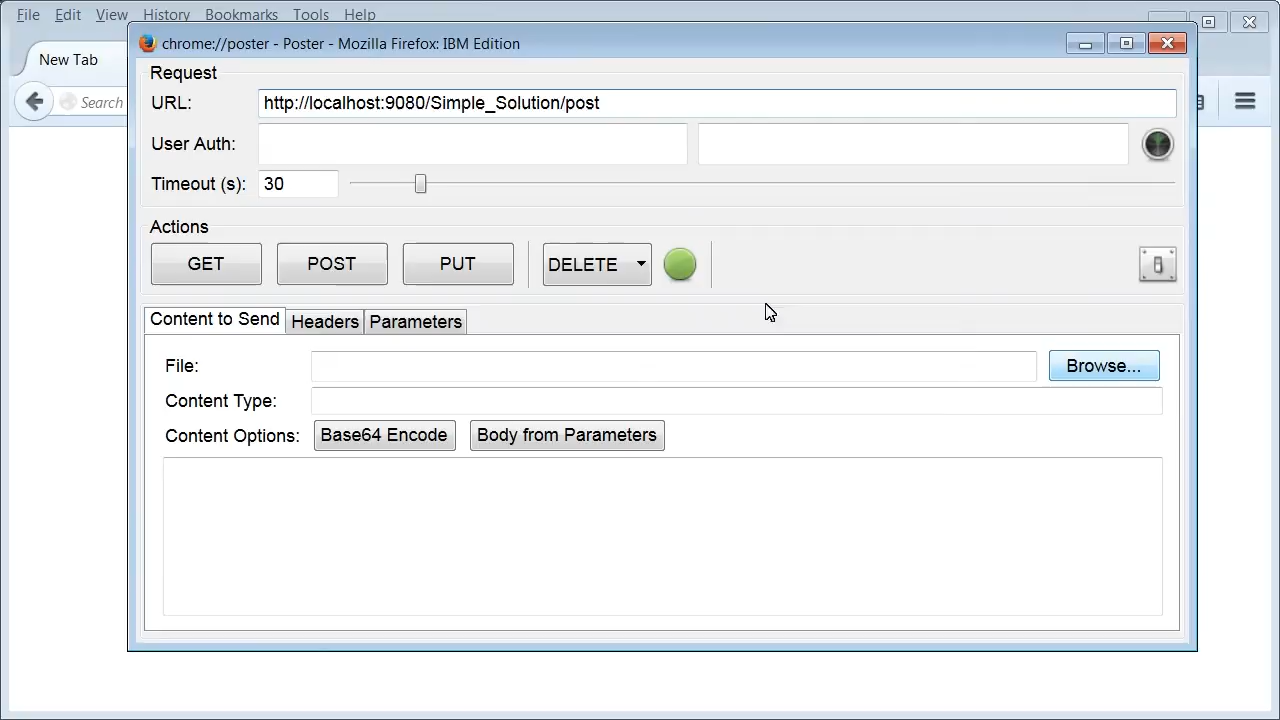 File Edit View History Bookmarks Tools Help
chrome://poster - Poster - Mozilla Firefox: IBM Edition
New Tab
Search
Request
URL: http://localhost:9080/Simple_Solution/post
User Auth:
Timeout (s): 30
Actions
GET POST PUT DELETE
Content to Send Headers Parameters
File: Browse...
Content Type:
Content Options: Base64 Encode Body from Parameters